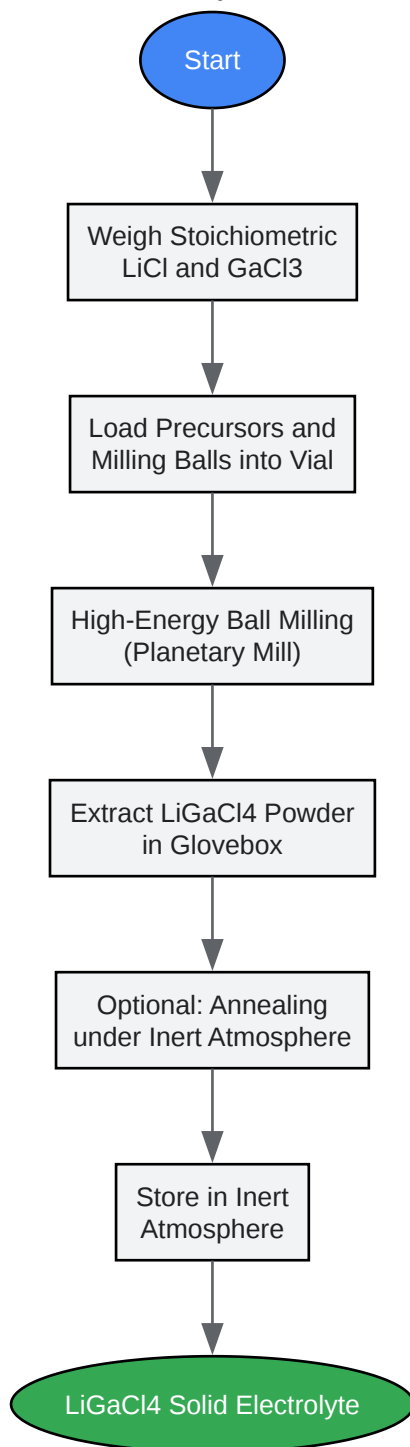 Start
Weigh Stoichiometric
LiCl and GaCl3
Load Precursors and
Milling Balls into Vial
High-Energy Ball Milling
(Planetary Mill)
Extract LiGaCl4 Powder
in Glovebox
Optional: Annealing
under Inert Atmosphere
Store in Inert
Atmosphere
LiGaCl4 Solid Electrolyte